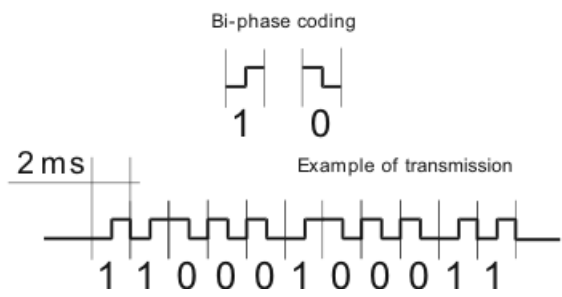 Bi-phase coding
1 0
2 ms
Example of transmission
1 1 0 0 0 1 0 0 0 1 1